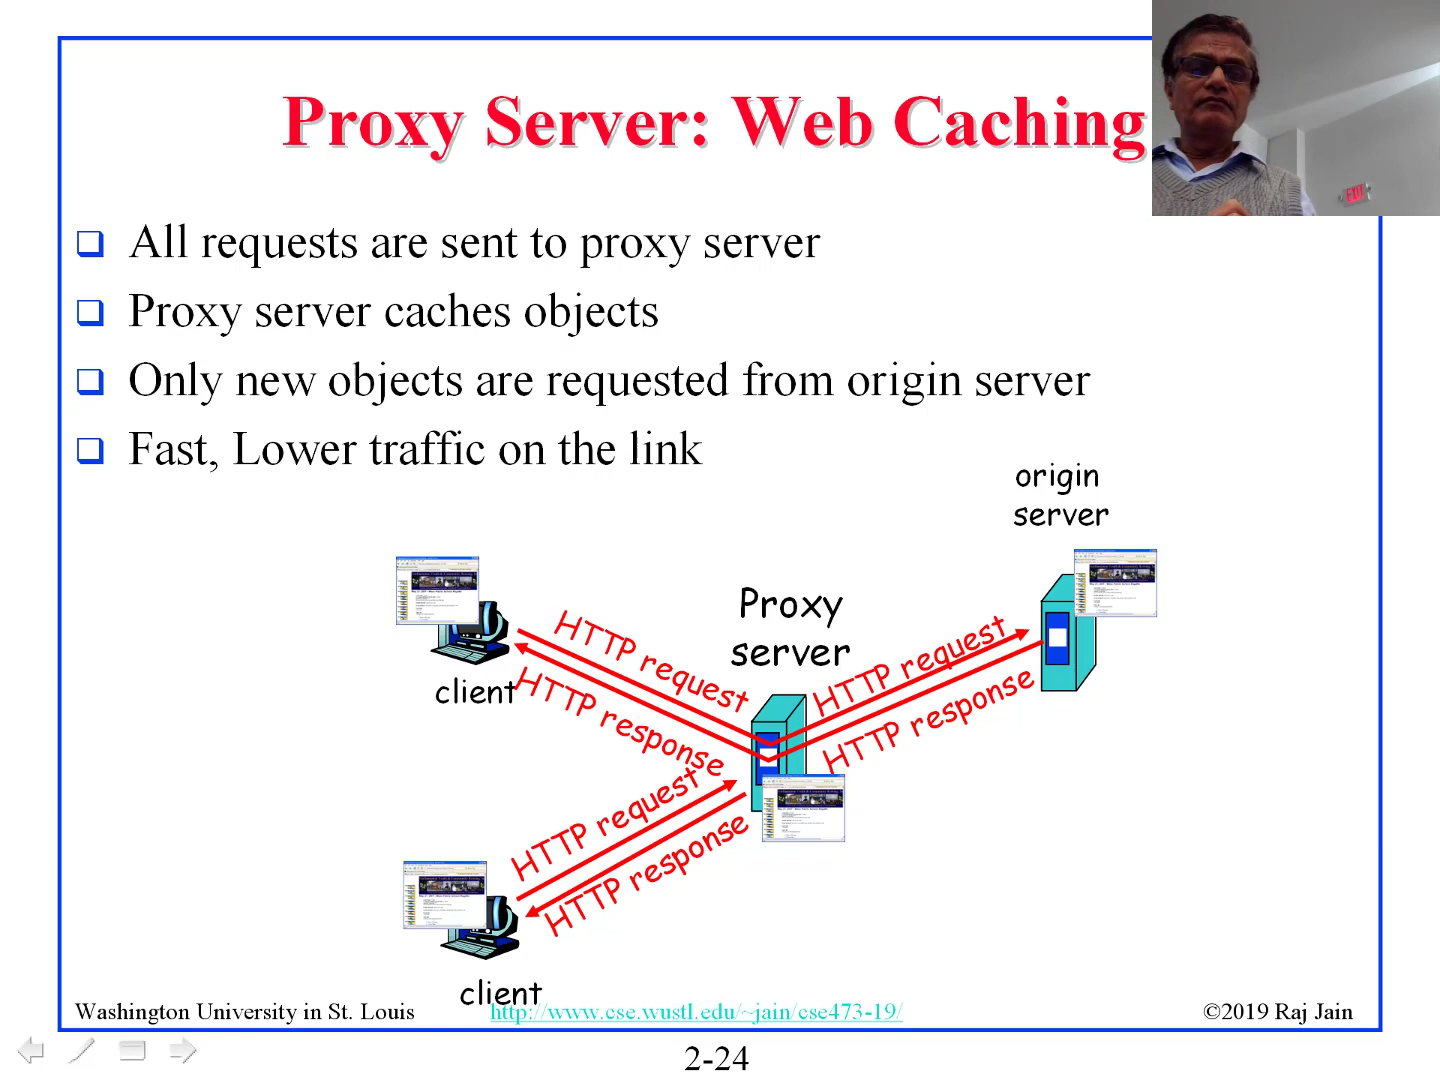 Proxy Server: Web Caching
All requests are sent to proxy server
Proxy server caches objects
Only new objects are requested from origin server
Fast, Lower traffic on the link
origin
server
Proxy
server
HTTP request
HTTP request
client
HTTP response
HTTP response
HTTP request
HTTP response
client
Washington University in St. Louis
http://www.cse.wustl.edu/~jain/cse473-19/
©2019 Raj Jain
2-24
EXIT